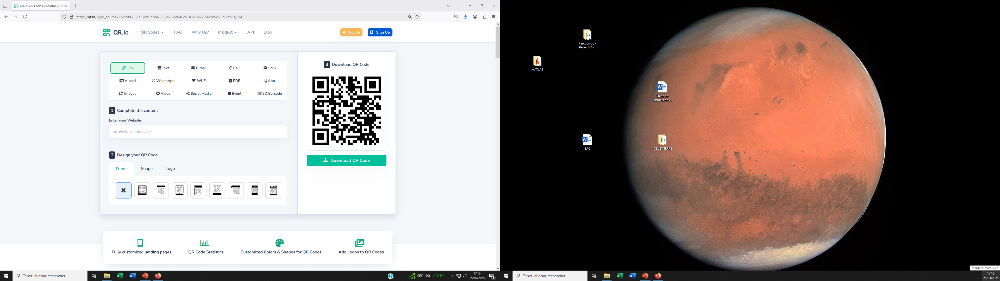 QR.io: QR Code Generator | Cre
https://qr.io/?gad_source=1&gclid=EAIaIQobChMI4K71-c6ljAMV4LVoCR1A-h66EAMYASAAEgLMfvD_BwE
QR.io
QR Codes
FAQ
Why Us?
Product
API
Blog
Log In
Sign Up
Link
Text
E-mail
Call
SMS
V-card
WhatsApp
WI-FI
PDF
App
Images
Video
Social Media
Event
2D Barcode
1 Complete the content
Enter your Website
https://lyceeionesco.fr
2 Design your QR Code
Frame
Shape
Logo
3 Download QR Code
Download QR Code
Fully customized landing pages
QR Code Statistics
Customized Colors & Shapes for QR Codes
Add Logos to QR Codes
Taper ici pour rechercher
SBF 120 +0,81%
17:13
25/03/2025
1
Parcoursup -
élèves BIA-...
MATLAB
Stage en
immersion ...
BAC
CIEL ET TERRE
mardi 25 mars 2025
Taper ici pour rechercher
17:13
25/03/2025